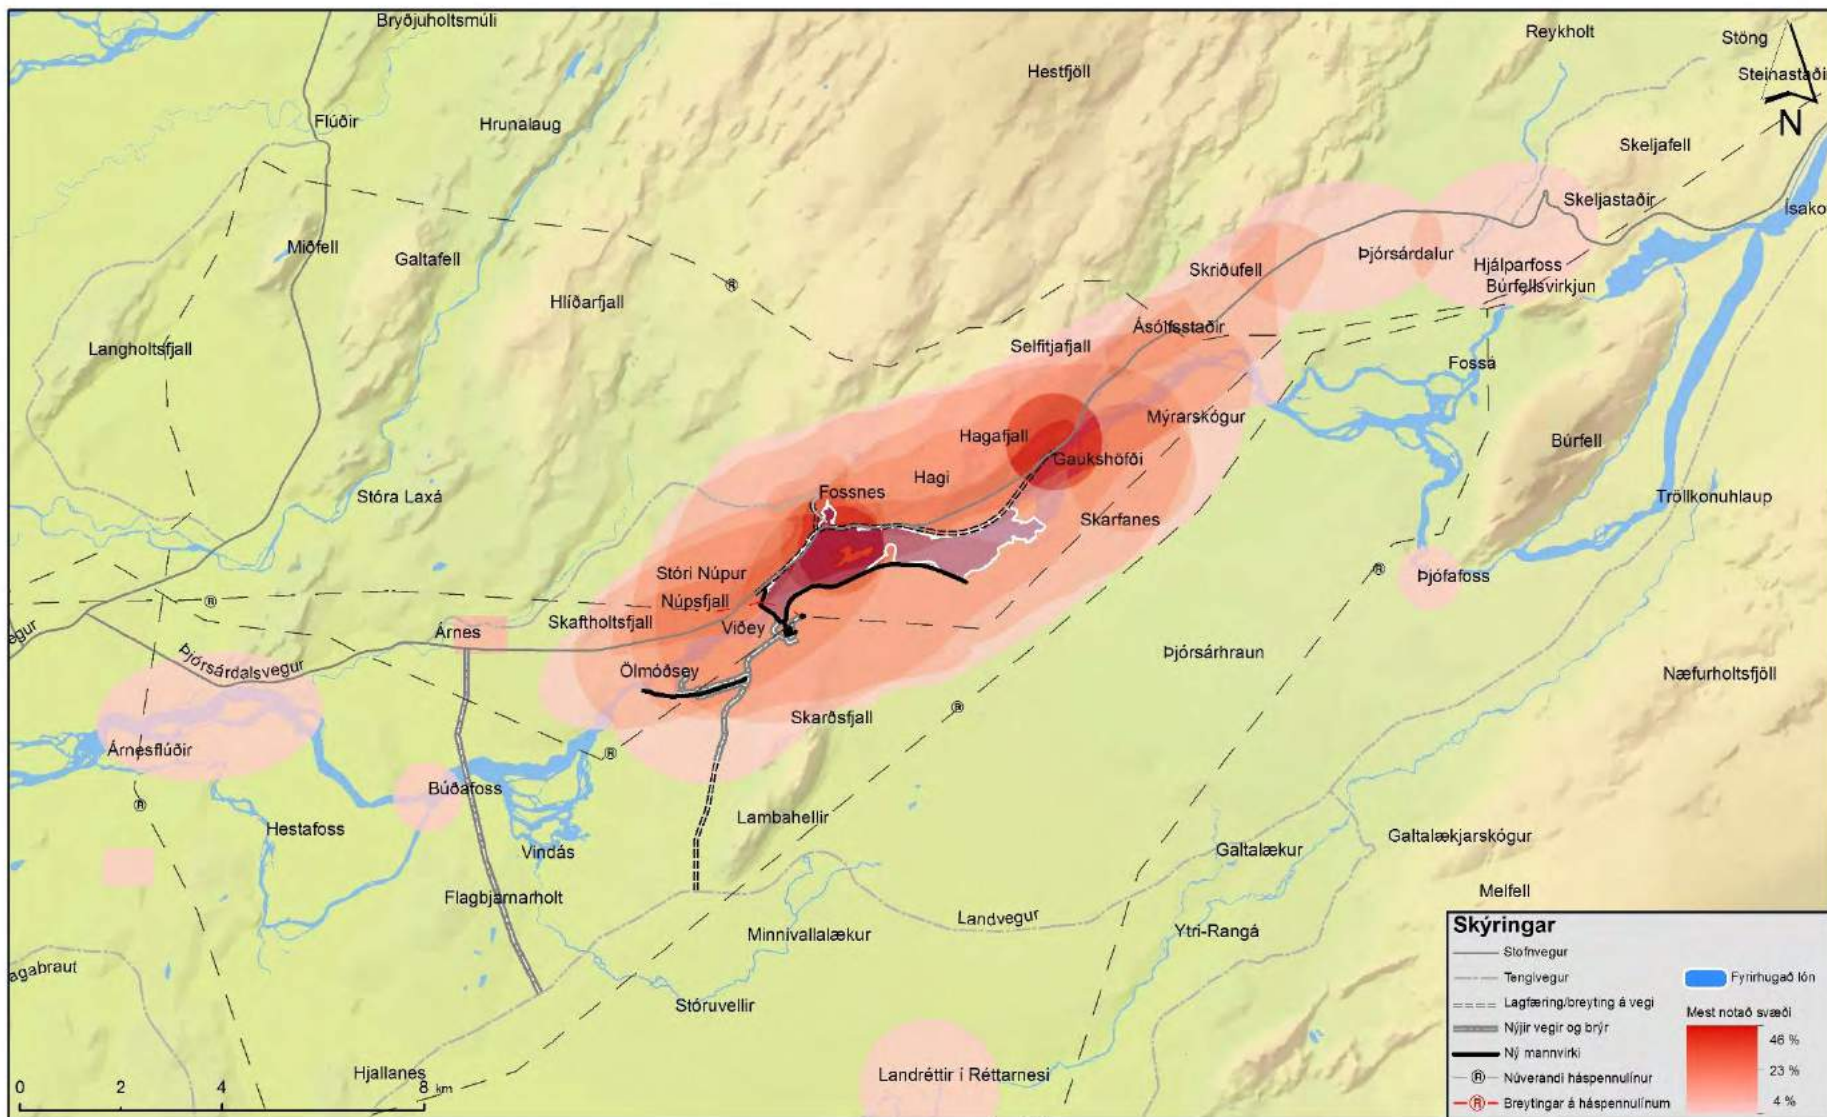 Bryðjuholtsmúli
Reykholt
Stöng
Hestfjöll
Steinastaðir
N
Flúðir
Hrunalaug
Skeljafell
Skeljastaðir
Ísako
Miðfell
Galtafell
Þjórsárdalur
Skriðufell
Hjálparfoss
Búrfellsvirkjun
Hlíðarfjall
R
Ásólfsstaðir
Langholtsfjall
Selfitjafjall
Fossá
Mýrarskógur
Hagafjall
Búrfell
Gaukshöfði
Hagi
Stóra Laxá
Fossnes
Tröllkonuhlaup
Skarfanes
Stóri Núpur
R
Þjófafoss
R
Núpsfjall
Skaftholtsfjall
Viðey
Árnes
egur
Þjórsárdalsvegur
Þjórsárhraun
Ölmóðsey
Næfurholtsfjöll
R
Skarðsfjall
Árnesflúðir
R
Búðafoss
R
Lambahellir
Hestafoss
Galtalækjarskógur
Vindás
Galtalækur
Flagbjarnarholt
Melfell
Landvegur
Minnivallalækur
Ytri-Rangá
agabraut
Stóruvellir
Hjallanes
Landréttir í Réttarnesi
0 2 4 8 km
Skýringar
Stofnvegur
Tengivegur
Lagfæring/breyting á vegi
Nýjir vegir og brýr
Ný mannvirki
R Núverandi háspennulínur
R Breytingar á háspennulínum
Fyrirhugað lón
Mest notað svæði
46 %
23 %
4 %